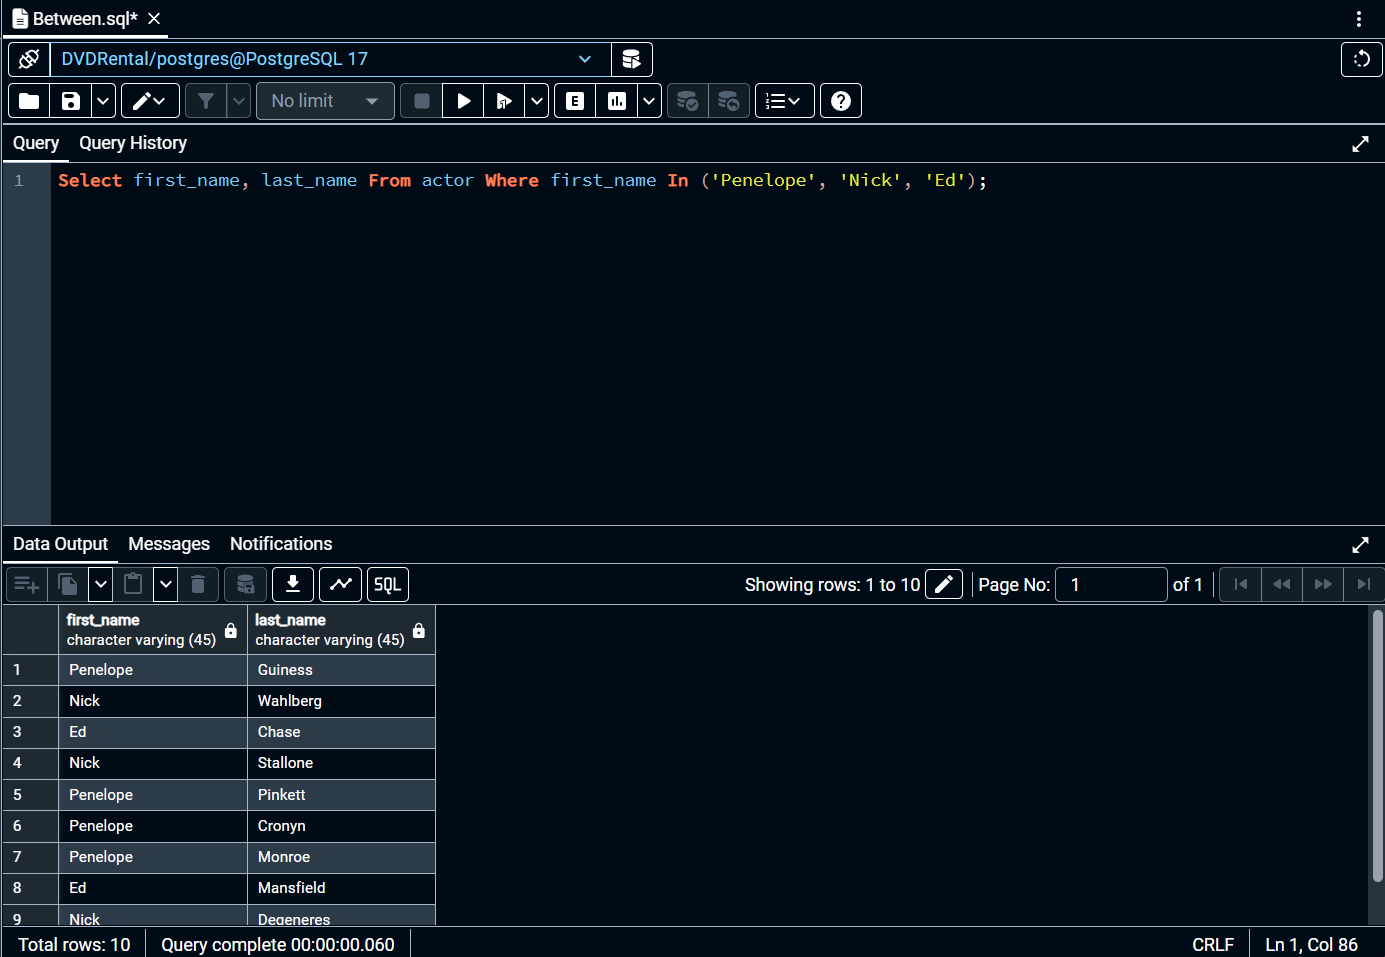 Between.sql*
DVDRental/postgres@PostgreSQL 17
No limit
Query Query History
1 Select first_name, last_name From actor Where first_name In ('Penelope', 'Nick', 'Ed');
Data Output Messages Notifications
SQL Showing rows: 1 to 10 Page No: 1 of 1
first_name last_name
character varying (45) character varying (45)
1 Penelope Guiness
2 Nick Wahlberg
3 Ed Chase
4 Nick Stallone
5 Penelope Pinkett
6 Penelope Cronyn
7 Penelope Monroe
8 Ed Mansfield
9 Nick Degeneres
Total rows: 10 Query complete 00:00:00.060 CRLF Ln 1, Col 86